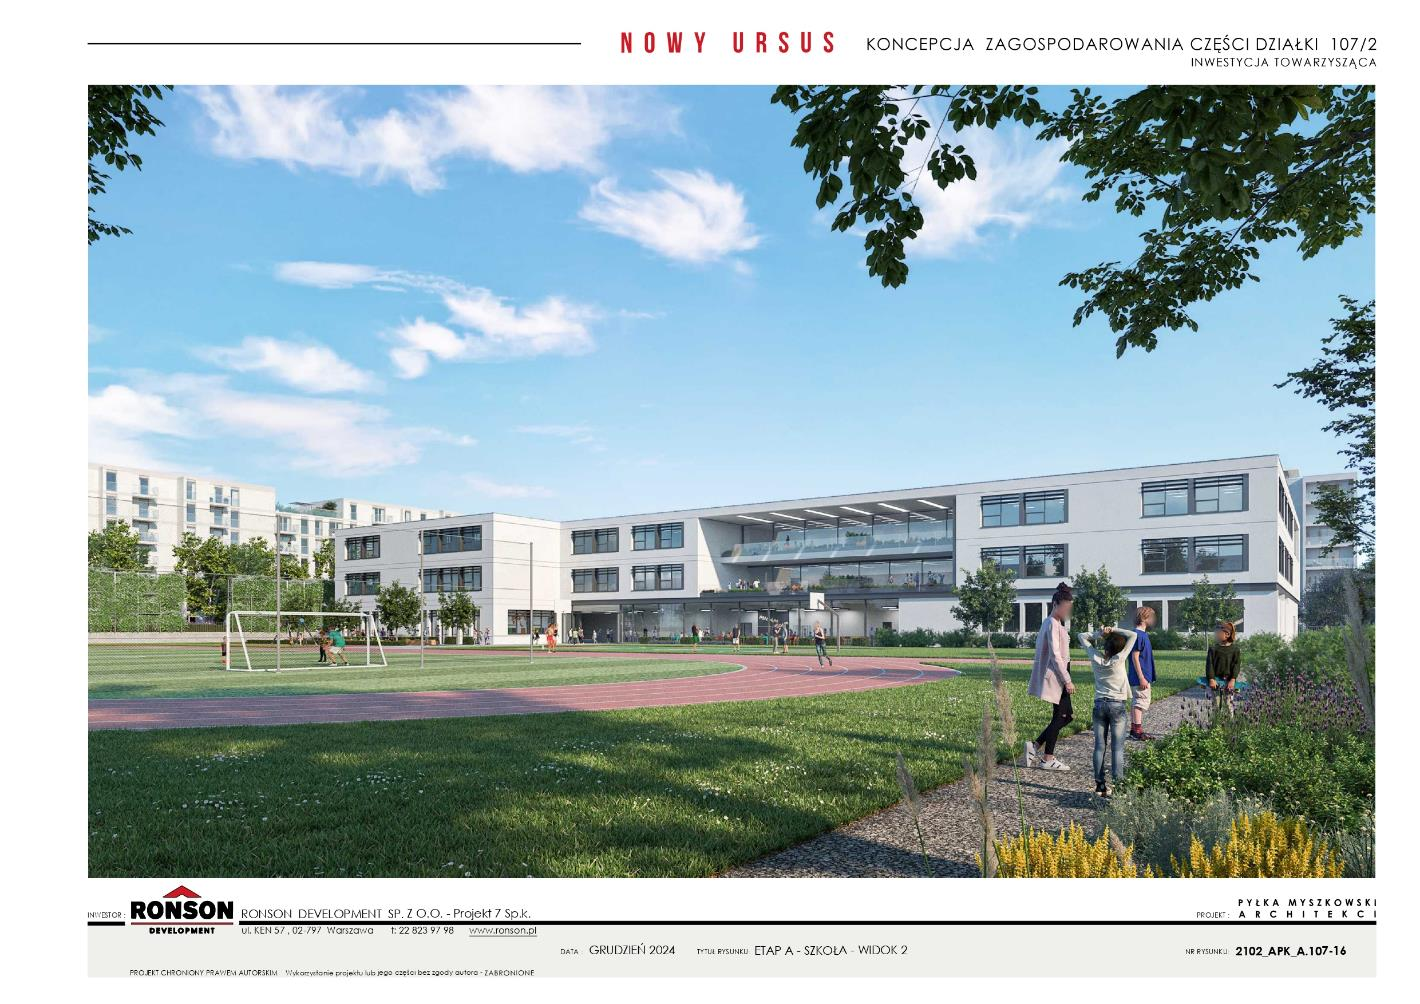 NOWY URSUS KONCEPCJA ZAGOSPODAROWANIA CZĘŚCI DZIAŁKI 107/2
INWESTYCJA TOWARZYSZĄCA
INWESTOR : RONSON DEVELOPMENT
RONSON DEVELOPMENT SP. Z O.O. - Projekt 7 Sp.k.
ul. KEN 57 , 02-797 Warszawa t: 22 823 97 98 www.ronson.pl
PROJEKT : PYŁKA MYSZKOWSKI
ARCHITEKCI
DATA : GRUDZIEŃ 2024 TYTUŁ RYSUNKU: ETAP A - SZKOŁA - WIDOK 2 NR RYSUNKU: 2102_APK_A.107-16
PROJEKT CHRONIONY PRAWEM AUTORSKIM Wykorzystanie projektu lub jego części bez zgody autora - ZABRONIONE